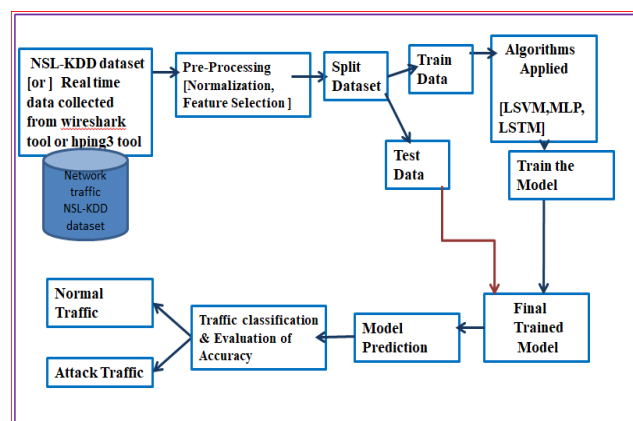 NSL-KDD dataset
[or] Real time
data collected
from wireshark
tool or hping3 tool
Network
traffic
NSL-KDD
dataset
Pre-Processing
[Normalization,
Feature Selection ]
Split
Dataset
Train
Data
Algorithms
Applied
[LSVM,MLP,
LSTM]
Test
Data
Train the
Model
Final
Trained
Model
Model
Prediction
Traffic classification
& Evaluation of
Accuracy
Normal
Traffic
Attack Traffic